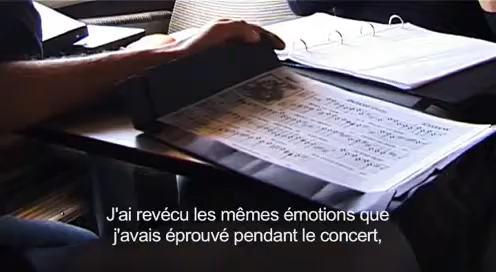 J'ai revécu les mêmes émotions que
j'avais éprouvé pendant le concert,